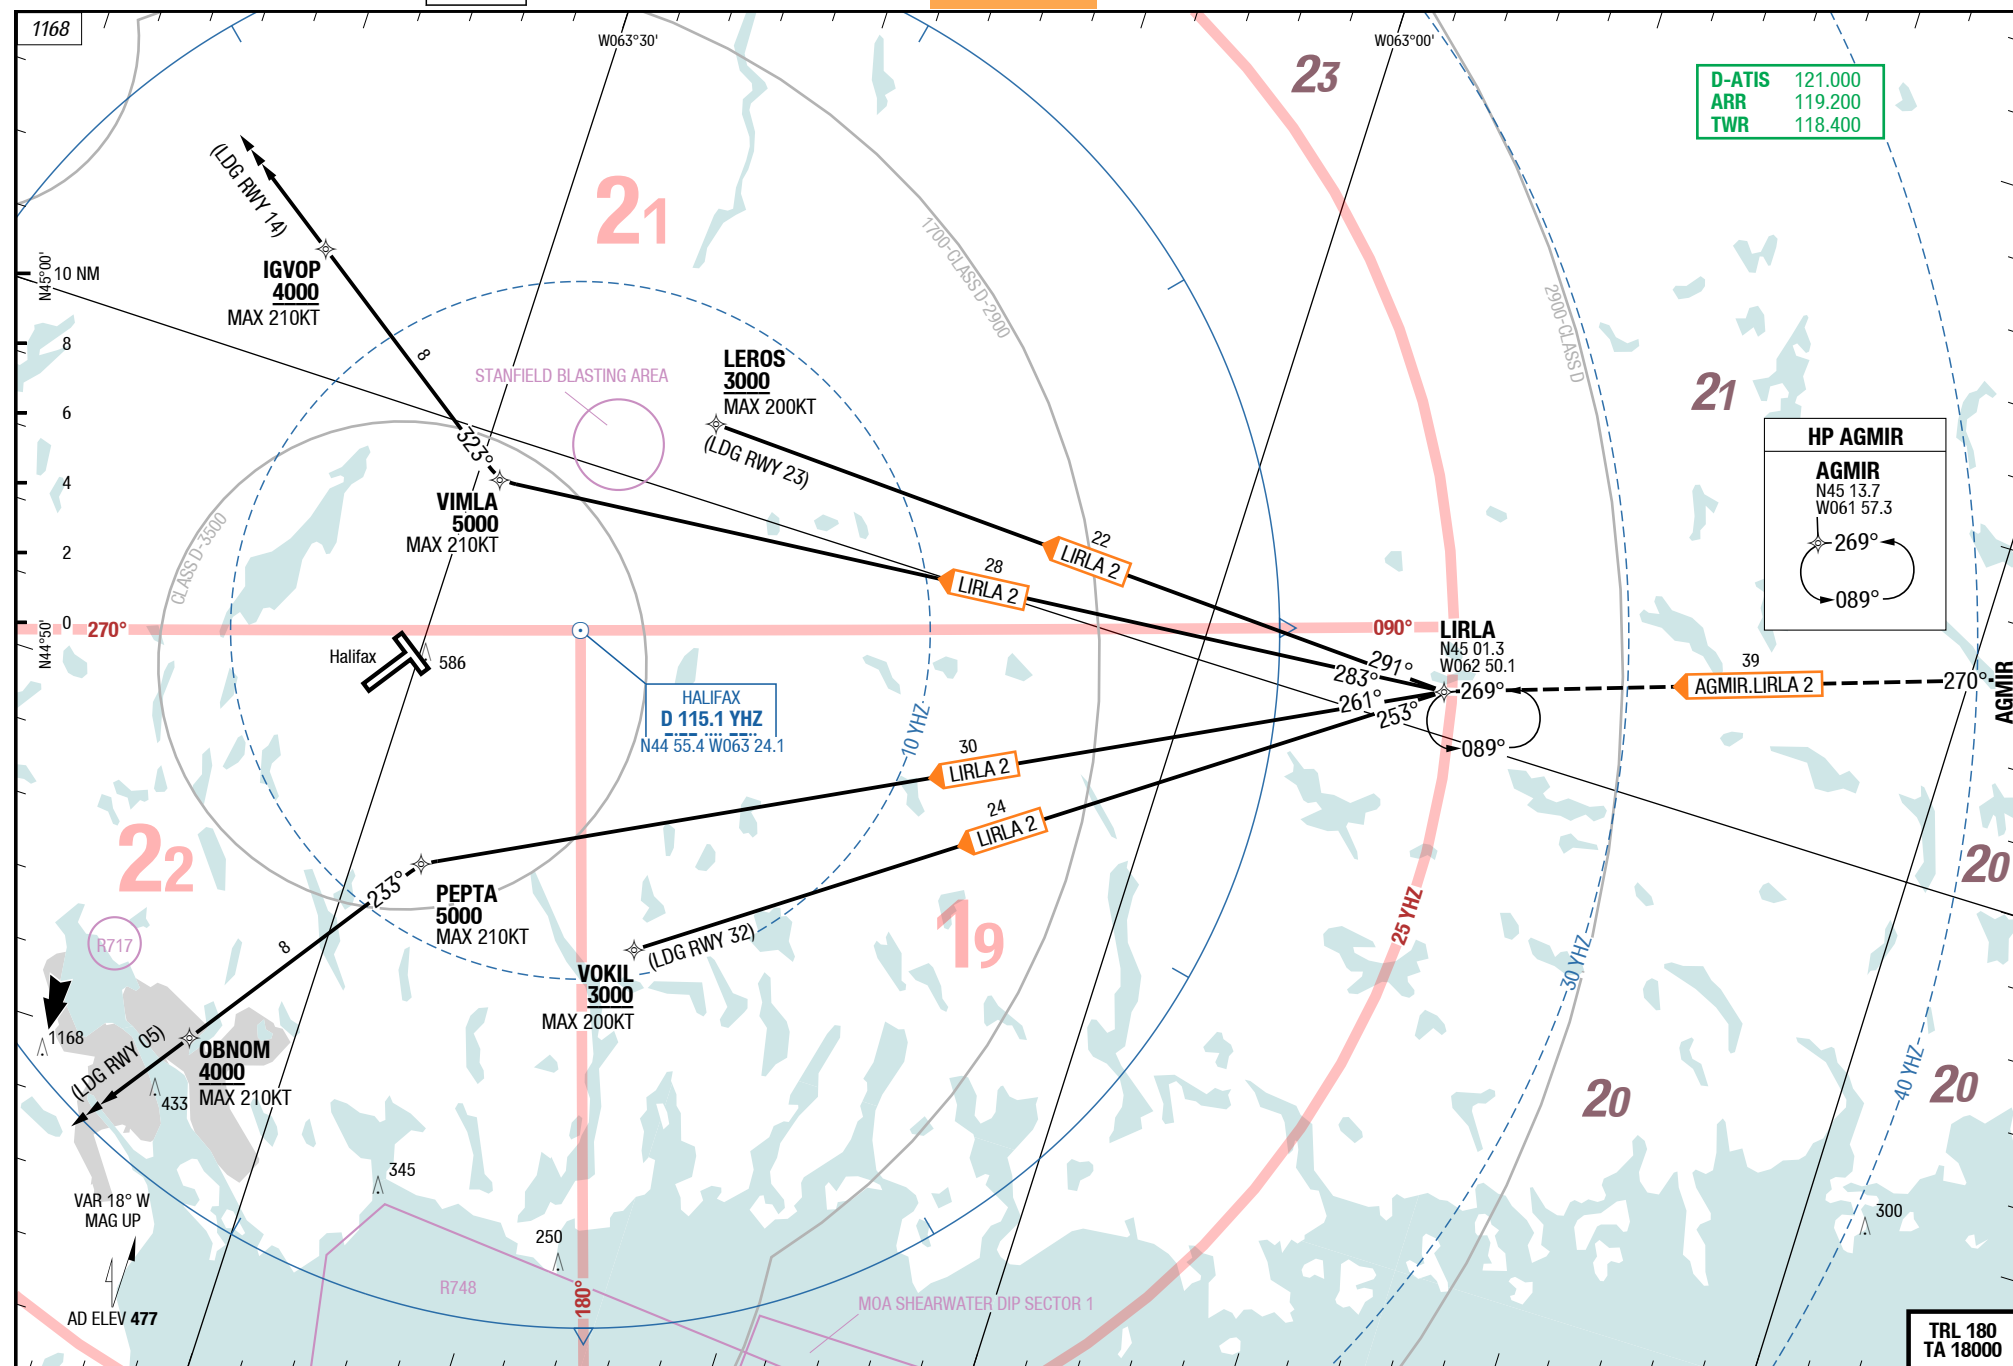 1168
W063°30'
W063°00'
23
D-ATIS 121.000
ARR 119.200
TWR 118.400
(LDG RWY 14)
21
1700-CLASS D-2900
2900-CLASS D
N45°00'
10 NM
8
6
4
2
0
N44°50'
IGVOP
4000
MAX 210KT
8
STANFIELD BLASTING AREA
LEROS
3000
MAX 200KT
(LDG RWY 23)
21
HP AGMIR
AGMIR
N45 13.7
W061 57.3
269°
089°
323°
VIMLA
5000
MAX 210KT
CLASS D-3500
22
LIRLA 2
28
LIRLA 2
270°
090°
LIRLA
N45 01.3
W062 50.1
Halifax
586
291°
283°
261°
253°
269°
089°
39
AGMIR.LIRLA 2
270°
AGMIR
HALIFAX
D 115.1 YHZ
N44 55.4 W063 24.1
10 YHZ
30
LIRLA 2
24
LIRLA 2
22
233°
PEPTA
5000
MAX 210KT
8
R717
19
25 YHZ
30 YHZ
20
(LDG RWY 32)
VOKIL
3000
MAX 200KT
1168
(LDG RWY 05)
OBNOM
4000
MAX 210KT
433
40 YHZ
20
20
345
VAR 18° W
MAG UP
250
300
R748
180°
MOA SHEARWATER DIP SECTOR 1
AD ELEV 477
TRL 180
TA 18000